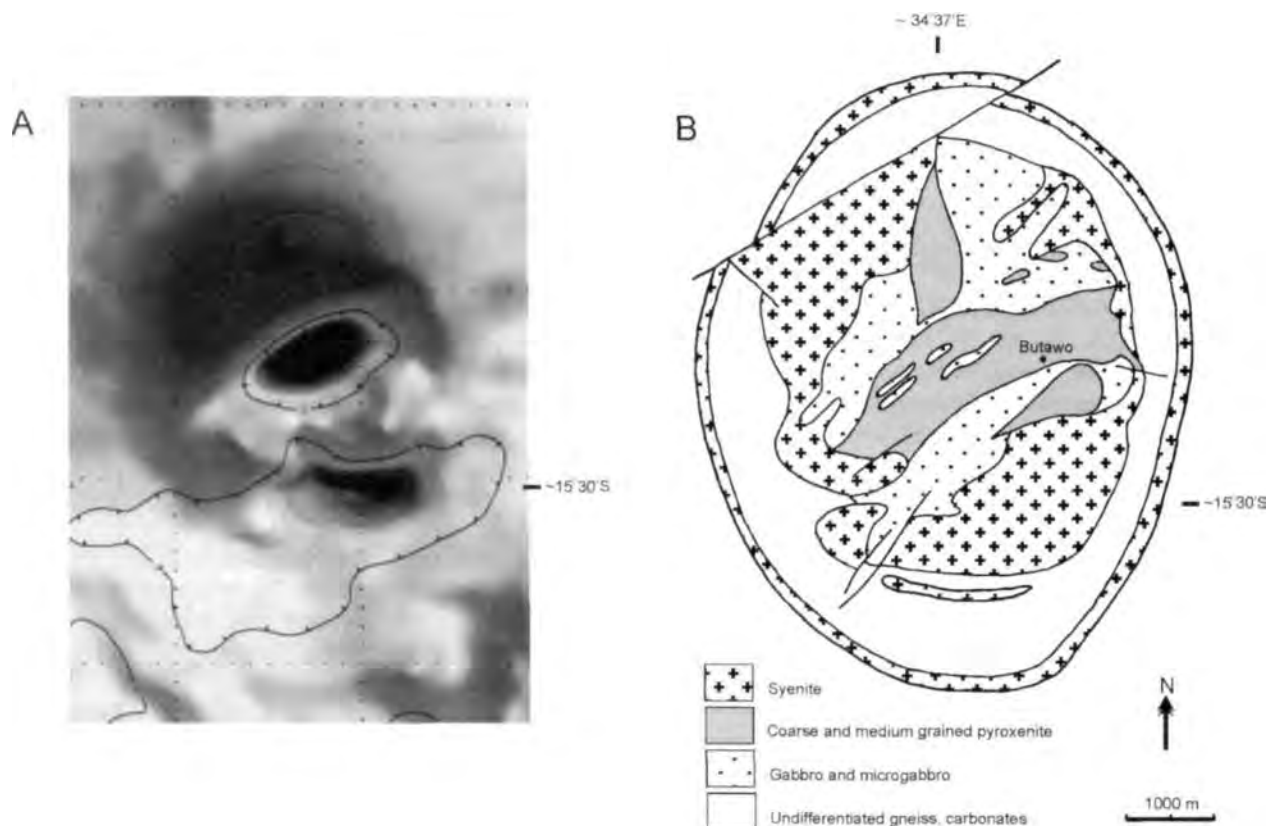 A
~15˙30'S
B
~ 34˙37'E
Butawo
~15˙30'S
Syenite
Coarse and medium grained pyroxenite
Gabbro and microgabbro
Undifferentiated gneiss, carbonates
N
1000 m